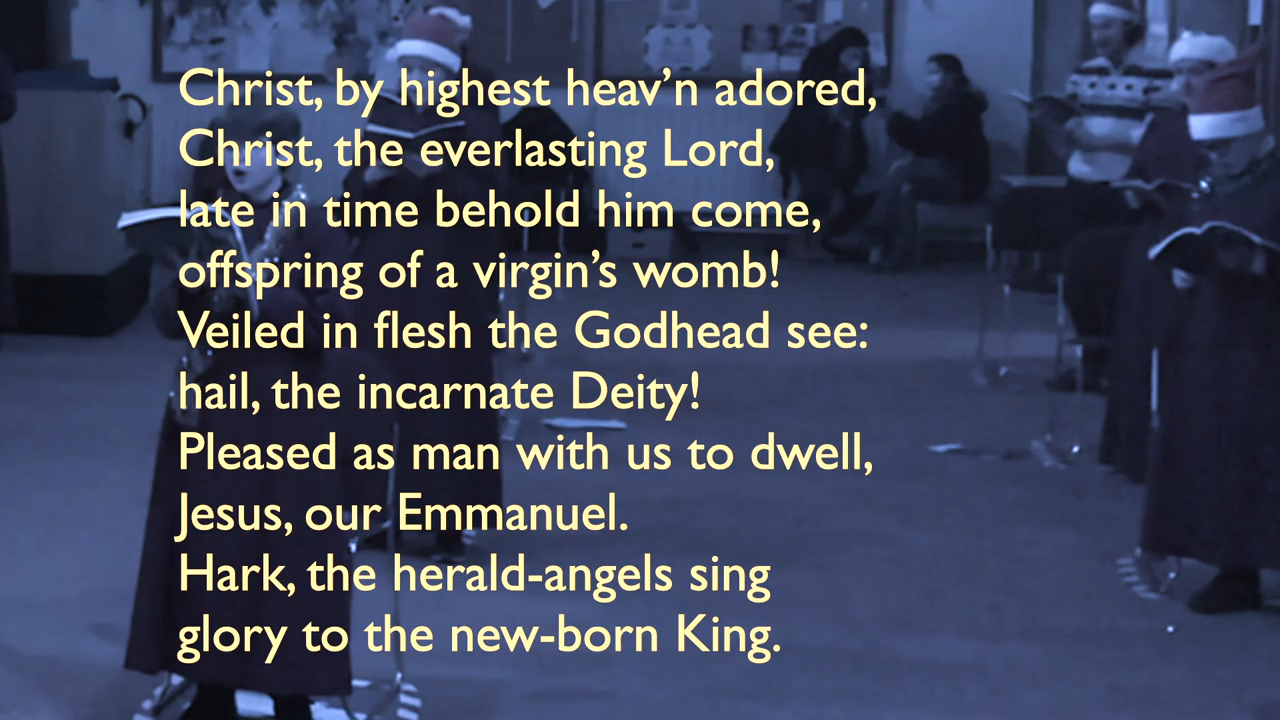 Christ, by highest heav’n adored,
Christ, the everlasting Lord,
late in time behold him come,
offspring of a virgin’s womb!
Veiled in flesh the Godhead see:
hail, the incarnate Deity!
Pleased as man with us to dwell,
Jesus, our Emmanuel.
Hark, the herald-angels sing
glory to the new-born King.